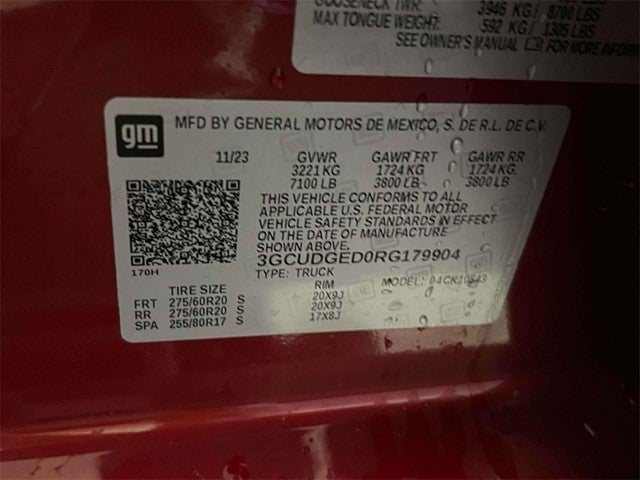 GOOSENECK TWR: 3946 KG/ 8700 LBS
MAX TONGUE WEIGHT: 592 KG/ 1305 LBS
SEE OWNER'S MANUAL FOR MORE INFOR
gm
MFD BY GENERAL MOTORS DE MEXICO, S. DE R.L. DE C.V.
11/23 GVWR GAWR FRT GAWR RR
3221 KG 1724 KG 1724 KG
7100 LB 3800 LB 3800 LB
THIS VEHICLE CONFORMS TO ALL
APPLICABLE U.S. FEDERAL MOTOR
VEHICLE SAFETY STANDARDS IN EFFECT
ON THE DATE OF MANUFACTURE
SHOWN ABOVE.
3GCUDGED0RG179904
170H
TYPE: TRUCK
TIRE SIZE RIM MODEL:
FRT 275/60R20 S 20X9J
RR 275/60R20 S 20X9J
SPA 255/80R17 S 17X8J